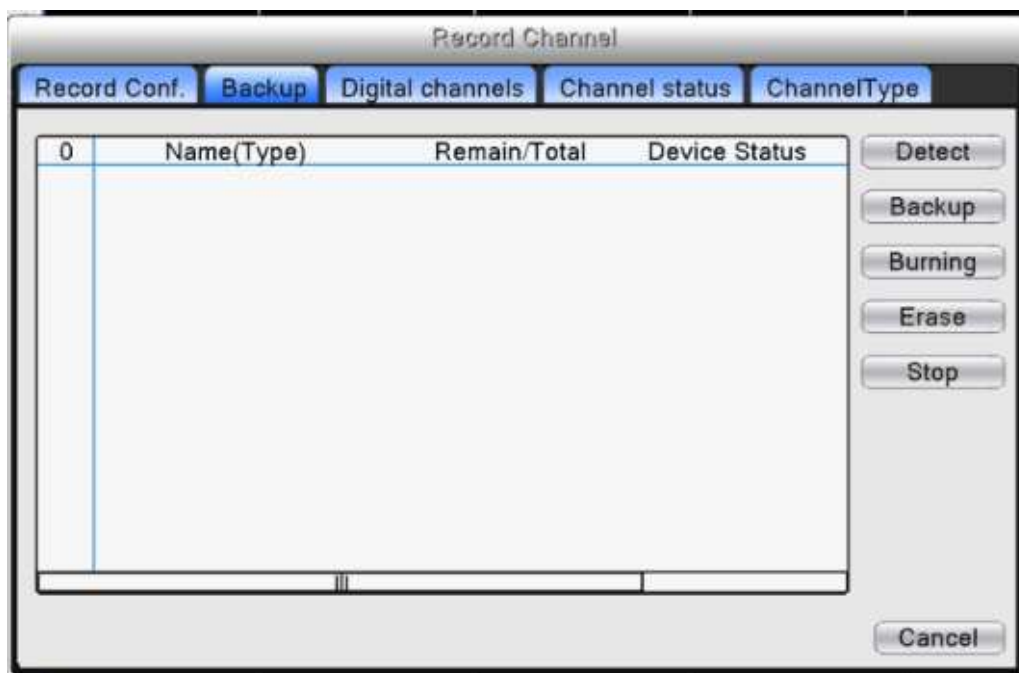 Record Channel
Record Conf. Backup Digital channels Channel status ChannelType
0 Name(Type) Remain/Total Device Status
Detect
Backup
Burning
Erase
Stop
Cancel